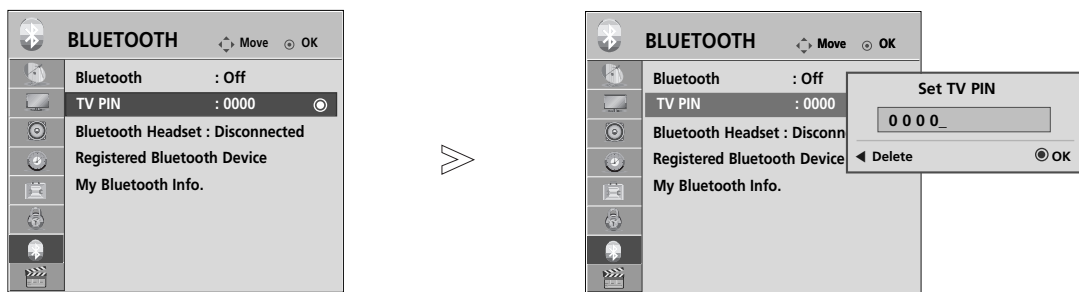 BLUETOOTH Move OK
Bluetooth : Off
TV PIN : 0000
Bluetooth Headset : Disconnected
Registered Bluetooth Device
My Bluetooth Info.
BLUETOOTH Move OK
Bluetooth : Off
TV PIN : 0000
Bluetooth Headset : Disconn
Registered Bluetooth Device
My Bluetooth Info.
Set TV PIN
0 0 0 0_
Delete OK